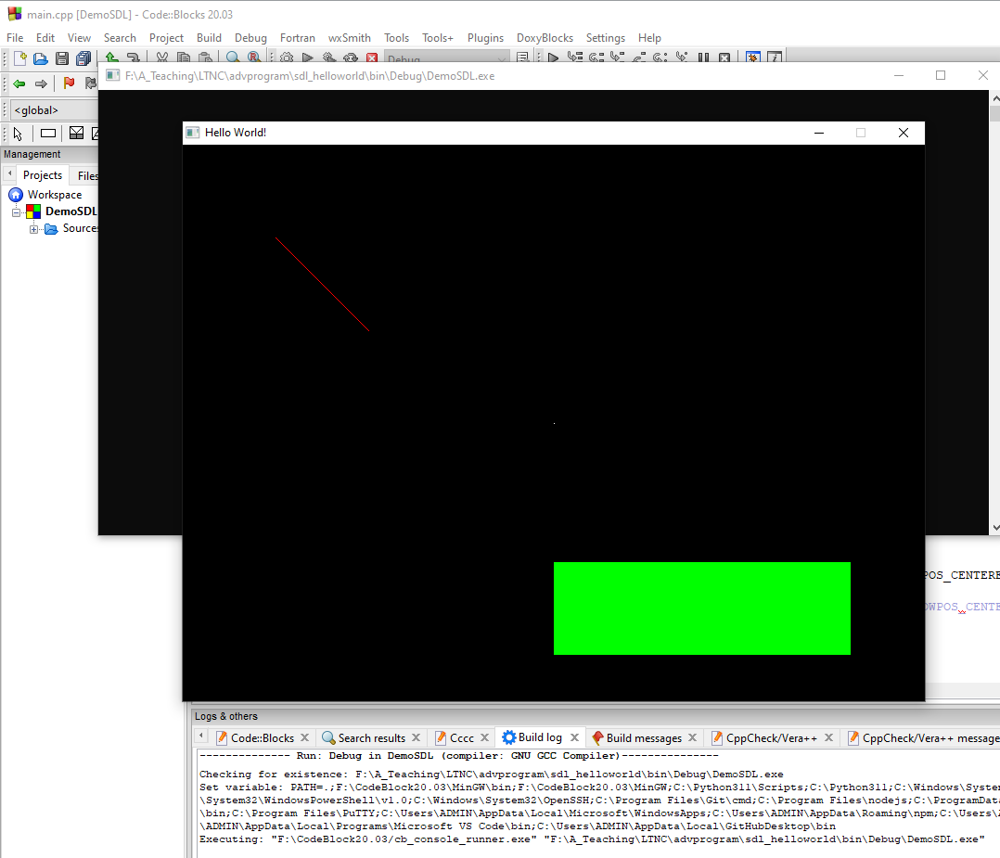 main.cpp [DemoSDL] - Code::Blocks 20.03
File Edit View Search Project Build Debug Fortran wxSmith Tools Tools+ Plugins DoxyBlocks Settings Help
Debug
F:\A_Teaching\LTNC\advprogram\sdl_helloworld\bin\Debug\DemoSDL.exe
<global>
Hello World!
Management
Projects Files
Workspace
DemoSDL
Sources
POS_CENTERE
OWPOS_CENTE
Logs & others
Code::Blocks Search results Cccc Build log Build messages CppCheck/Vera++ CppCheck/Vera++ message
-------------- Run: Debug in DemoSDL (compiler: GNU GCC Compiler)---------------
Checking for existence: F:\A_Teaching\LTNC\advprogram\sdl_helloworld\bin\Debug\DemoSDL.exe
Set variable: PATH=.;F:\CodeBlock20.03\MinGW\bin;F:\CodeBlock20.03\MinGW;C:\Python311\Scripts;C:\Python311;C:\Windows\System
\System32\WindowsPowerShell\v1.0;C:\Windows\System32\OpenSSH;C:\Program Files\Git\cmd;C:\Program Files\nodejs;C:\ProgramData
\bin;C:\Program Files\PuTTY;C:\Users\ADMIN\AppData\Local\Microsoft\WindowsApps;C:\Users\ADMIN\AppData\Roaming\npm;C:\Users\
\ADMIN\AppData\Local\Programs\Microsoft VS Code\bin;C:\Users\ADMIN\AppData\Local\GitHubDesktop\bin
Executing: "F:\CodeBlock20.03/cb_console_runner.exe" "F:\A_Teaching\LTNC\advprogram\sdl_helloworld\bin\Debug\DemoSDL.exe"